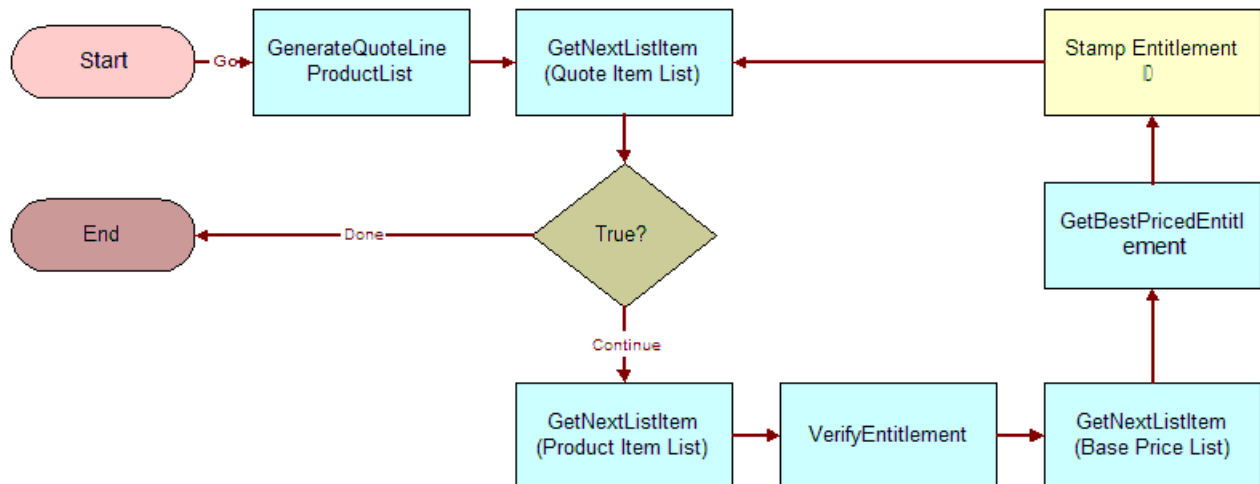 Start
Go
GenerateQuoteLine
ProductList
GetNextListItem
(Quote Item List)
Stamp Entitlement
End
Done
True?
GetBestPricedEntitl
ement
Continue
GetNextListItem
(Product Item List)
VerifyEntitlement
GetNextListItem
(Base Price List)